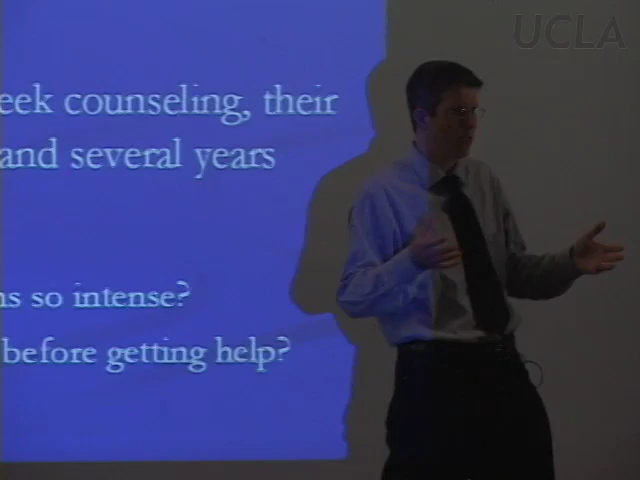 UCLA
eek counseling, their
and several years
ns so intense?
before getting help?